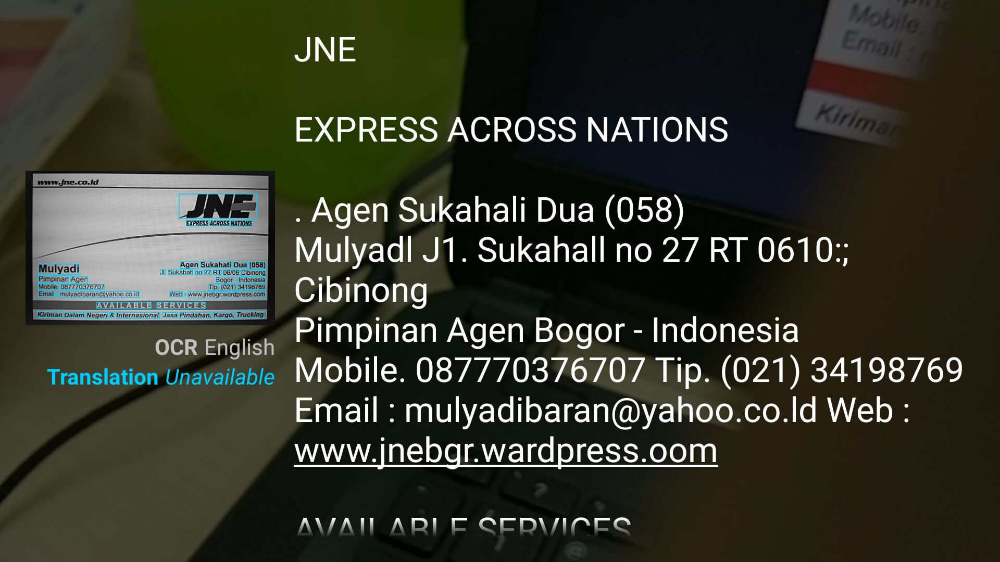 JNE
EXPRESS ACROSS NATIONS
. Agen Sukahali Dua (058)
Mulyadl J1. Sukahall no 27 RT 0610:;
Cibinong
Pimpinan Agen Bogor - Indonesia
Mobile. 087770376707 Tip. (021) 34198769
Email : mulyadibaran@yahoo.co.ld Web :
www.jnebgr.wardpress.oom
AVAILABLE SERVICES
www.jne.co.id
JNE
EXPRESS ACROSS NATIONS
Agen Sukahati Dua (058)
Mulyadi
Jl. Sukahati no 27 RT 06/06 Cibinong
Pimpinan Agen
Bogor - Indonesia
Mobile. 087770376707
Tlp. (021) 34198769
Email : mulyadibaran@yahoo.co.id
Web : www.jnebgr.wordpress.com
AVAILABLE SERVICES
Kiriman Dalam Negeri & Internasional, Jasa Pindahan, Kargo, Trucking
OCR English
Translation Unavailable
Mobile.
Email :
Kiriman